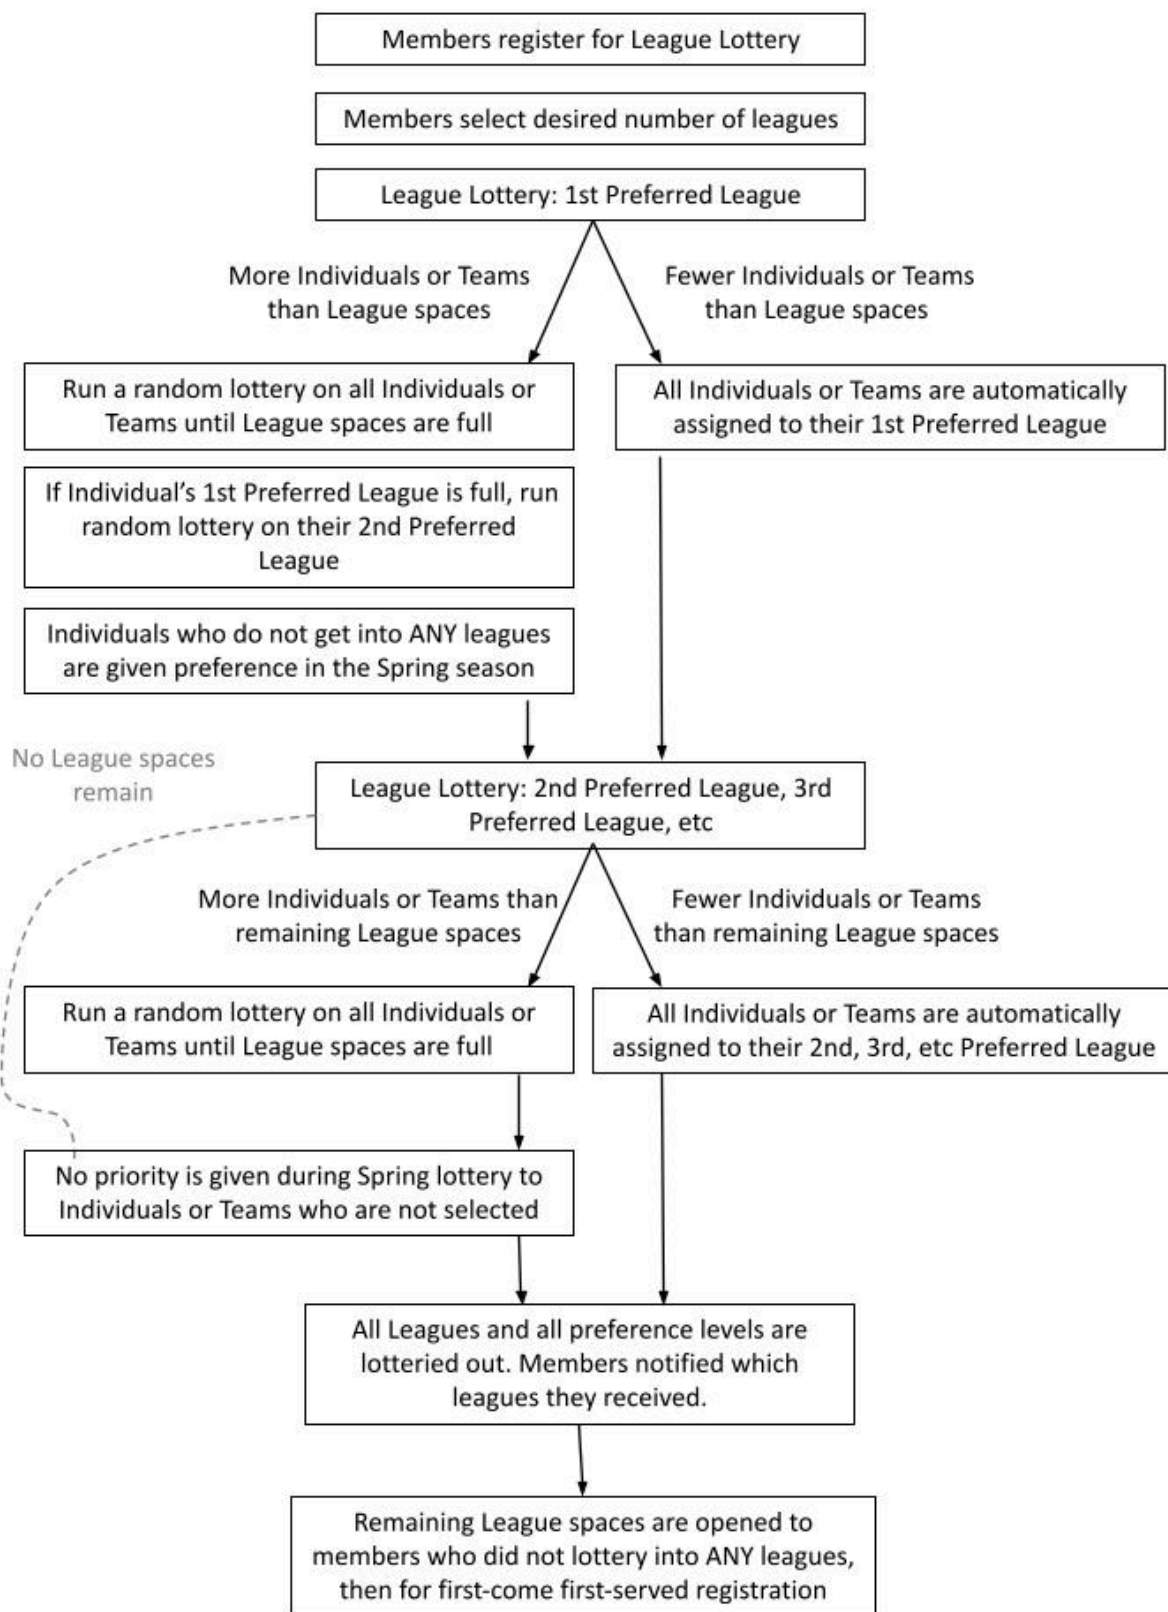 Members register for League Lottery
Members select desired number of leagues
League Lottery: 1st Preferred League
More Individuals or Teams
than League spaces
Fewer Individuals or Teams
than League spaces
Run a random lottery on all Individuals or
Teams until League spaces are full
All Individuals or Teams are automatically
assigned to their 1st Preferred League
If Individual's 1st Preferred League is full, run
random lottery on their 2nd Preferred
League
Individuals who do not get into ANY leagues
are given preference in the Spring season
No League spaces
remain
League Lottery: 2nd Preferred League, 3rd
Preferred League, etc
More Individuals or Teams than
remaining League spaces
Fewer Individuals or Teams
than remaining League spaces
Run a random lottery on all Individuals or
Teams until League spaces are full
All Individuals or Teams are automatically
assigned to their 2nd, 3rd, etc Preferred League
No priority is given during Spring lottery to
Individuals or Teams who are not selected
All Leagues and all preference levels are
lotteried out. Members notified which
leagues they received.
Remaining League spaces are opened to
members who did not lottery into ANY leagues,
then for first-come first-served registration